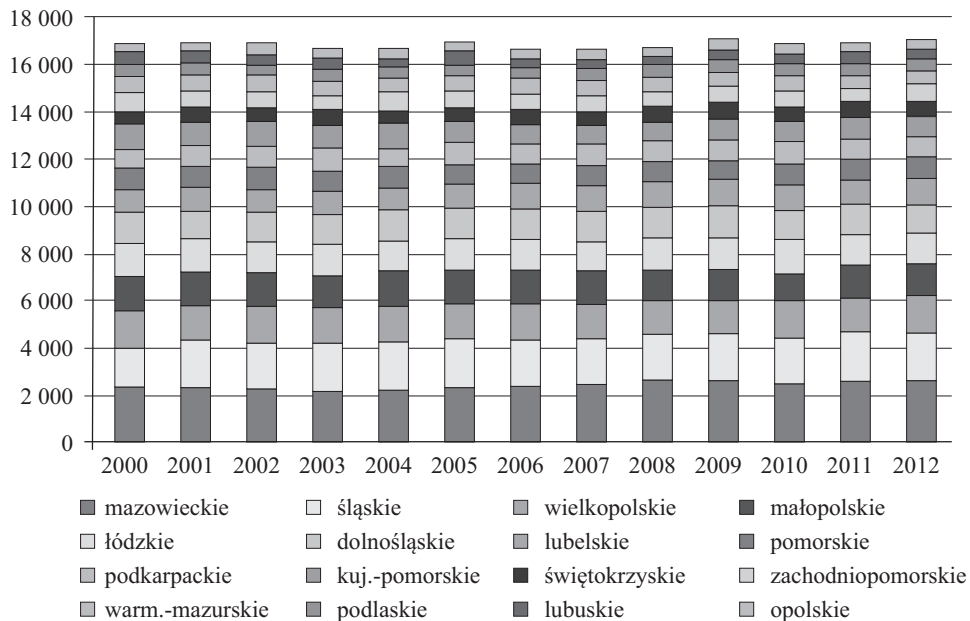 18 000
16 000
14 000
12 000
10 000
8 000
6 000
4 000
2 000
0
2000 2001 2002 2003 2004 2005 2006 2007 2008 2009 2010 2011 2012
mazowieckie śląskie wielkopolskie małopolskie
łódzkie dolnośląskie lubelskie pomorskie
podkarpackie kuj.-pomorskie świętokrzyskie zachodniopomorskie
warm.-mazurskie podlaskie lubuskie opolskie